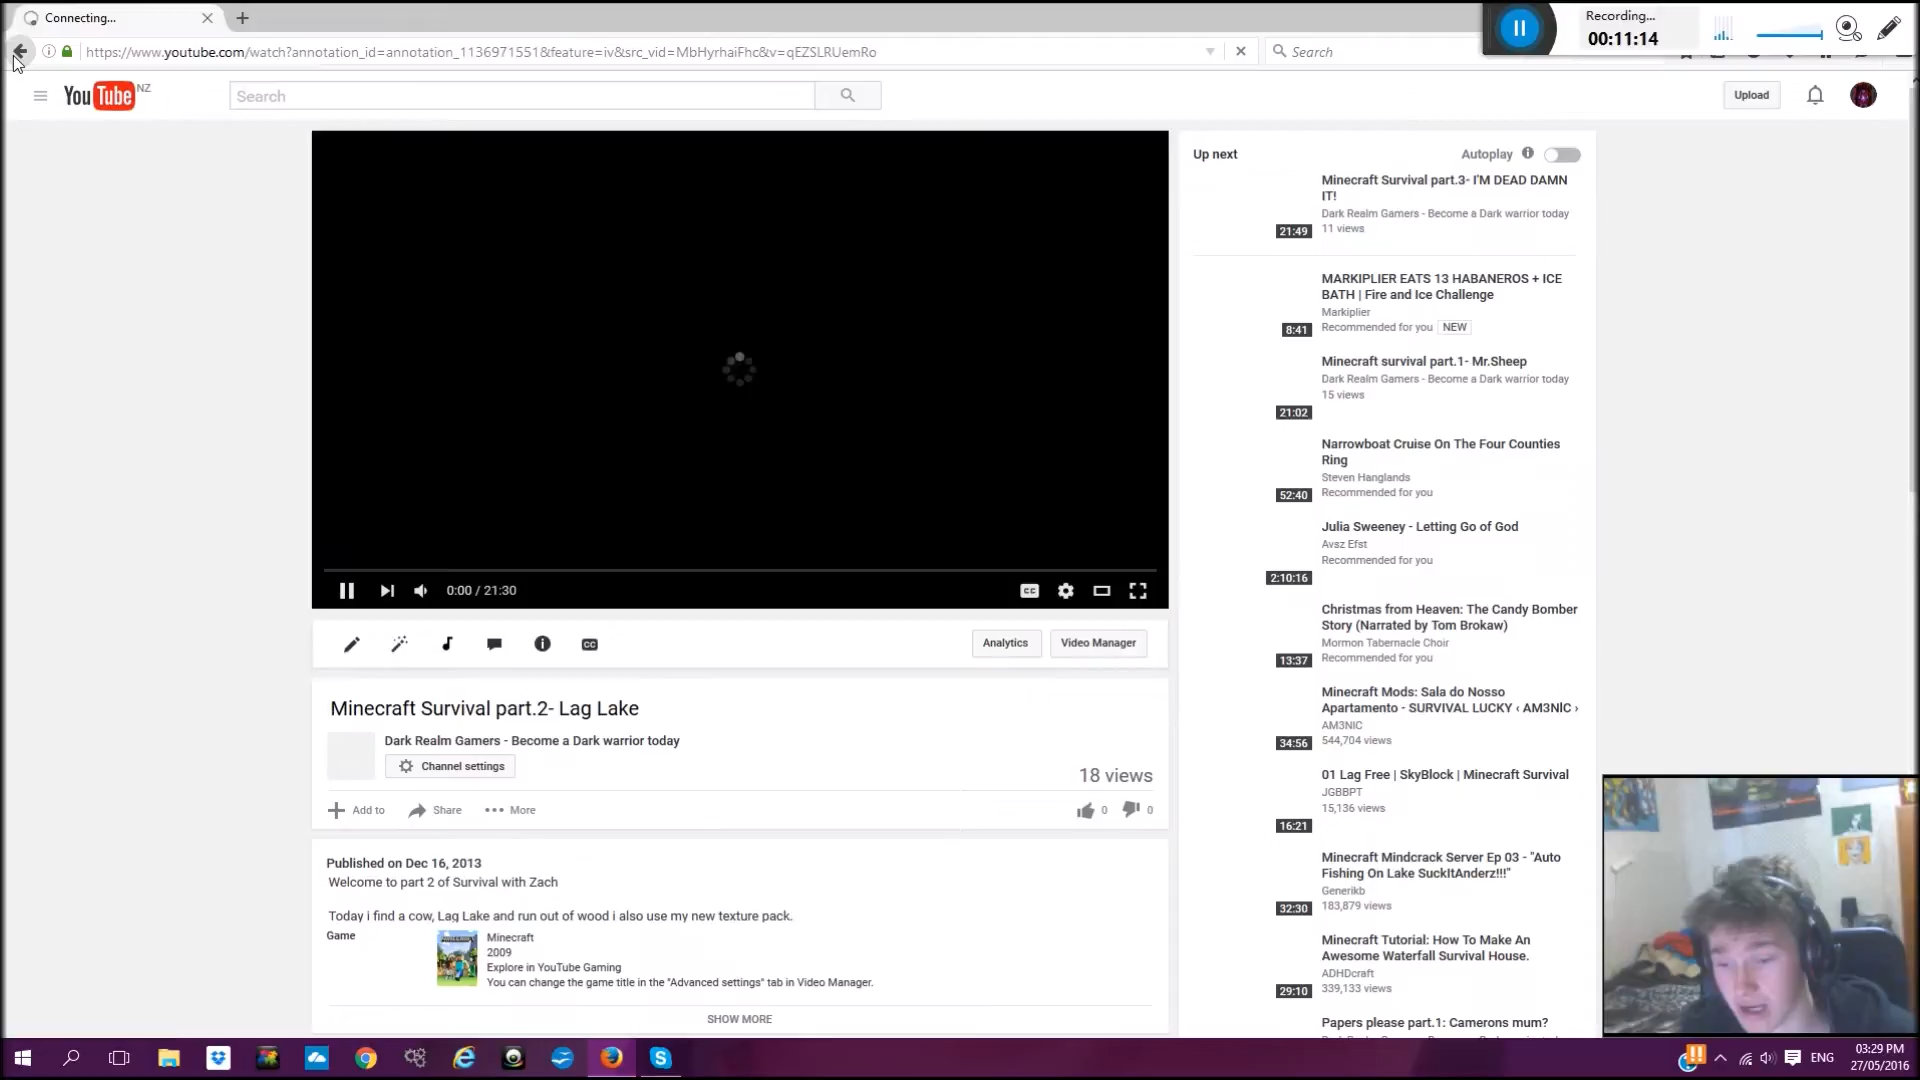 Connecting...
https://www.youtube.com/watch?annotation_id=annotation_1136971551&feature=iv&src_vid=MbHyrhaiFhc&v=qEZSLRUemRo
Search
Recording...
00:11:14
YouTube NZ
Search
Upload
Up next
Autoplay
Minecraft Survival part.3- I'M DEAD DAMN
IT!
Dark Realm Gamers - Become a Dark warrior today
11 views
21:49
MARKIPLIER EATS 13 HABANEROS + ICE
BATH | Fire and Ice Challenge
Markiplier
Recommended for you NEW
8:41
Minecraft survival part.1- Mr.Sheep
Dark Realm Gamers - Become a Dark warrior today
15 views
21:02
Narrowboat Cruise On The Four Counties
Ring
Steven Hanglands
Recommended for you
52:40
Julia Sweeney - Letting Go of God
Avsz Efst
Recommended for you
2:10:16
Christmas from Heaven: The Candy Bomber
Story (Narrated by Tom Brokaw)
Mormon Tabernacle Choir
Recommended for you
13:37
Minecraft Mods: Sala do Nosso
Apartamento - SURVIVAL LUCKY ‹ AM3NlC ›
AM3NIC
544,704 views
34:56
01 Lag Free | SkyBlock | Minecraft Survival
JGBBPT
15,136 views
16:21
Minecraft Mindcrack Server Ep 03 - "Auto
Fishing On Lake SuckItAnderz!!!"
Generikb
183,879 views
32:30
Minecraft Tutorial: How To Make An
Awesome Waterfall Survival House.
ADHDcraft
339,133 views
29:10
Papers please part.1: Camerons mum?
0:00 / 21:30
CC
CC
Analytics
Video Manager
Minecraft Survival part.2- Lag Lake
Dark Realm Gamers - Become a Dark warrior today
Channel settings
18 views
Add to
Share
More
0
0
Published on Dec 16, 2013
Welcome to part 2 of Survival with Zach
Today i find a cow, Lag Lake and run out of wood i also use my new texture pack.
Game
Minecraft
2009
Explore in YouTube Gaming
You can change the game title in the "Advanced settings" tab in Video Manager.
SHOW MORE
ENG
03:29 PM
27/05/2016